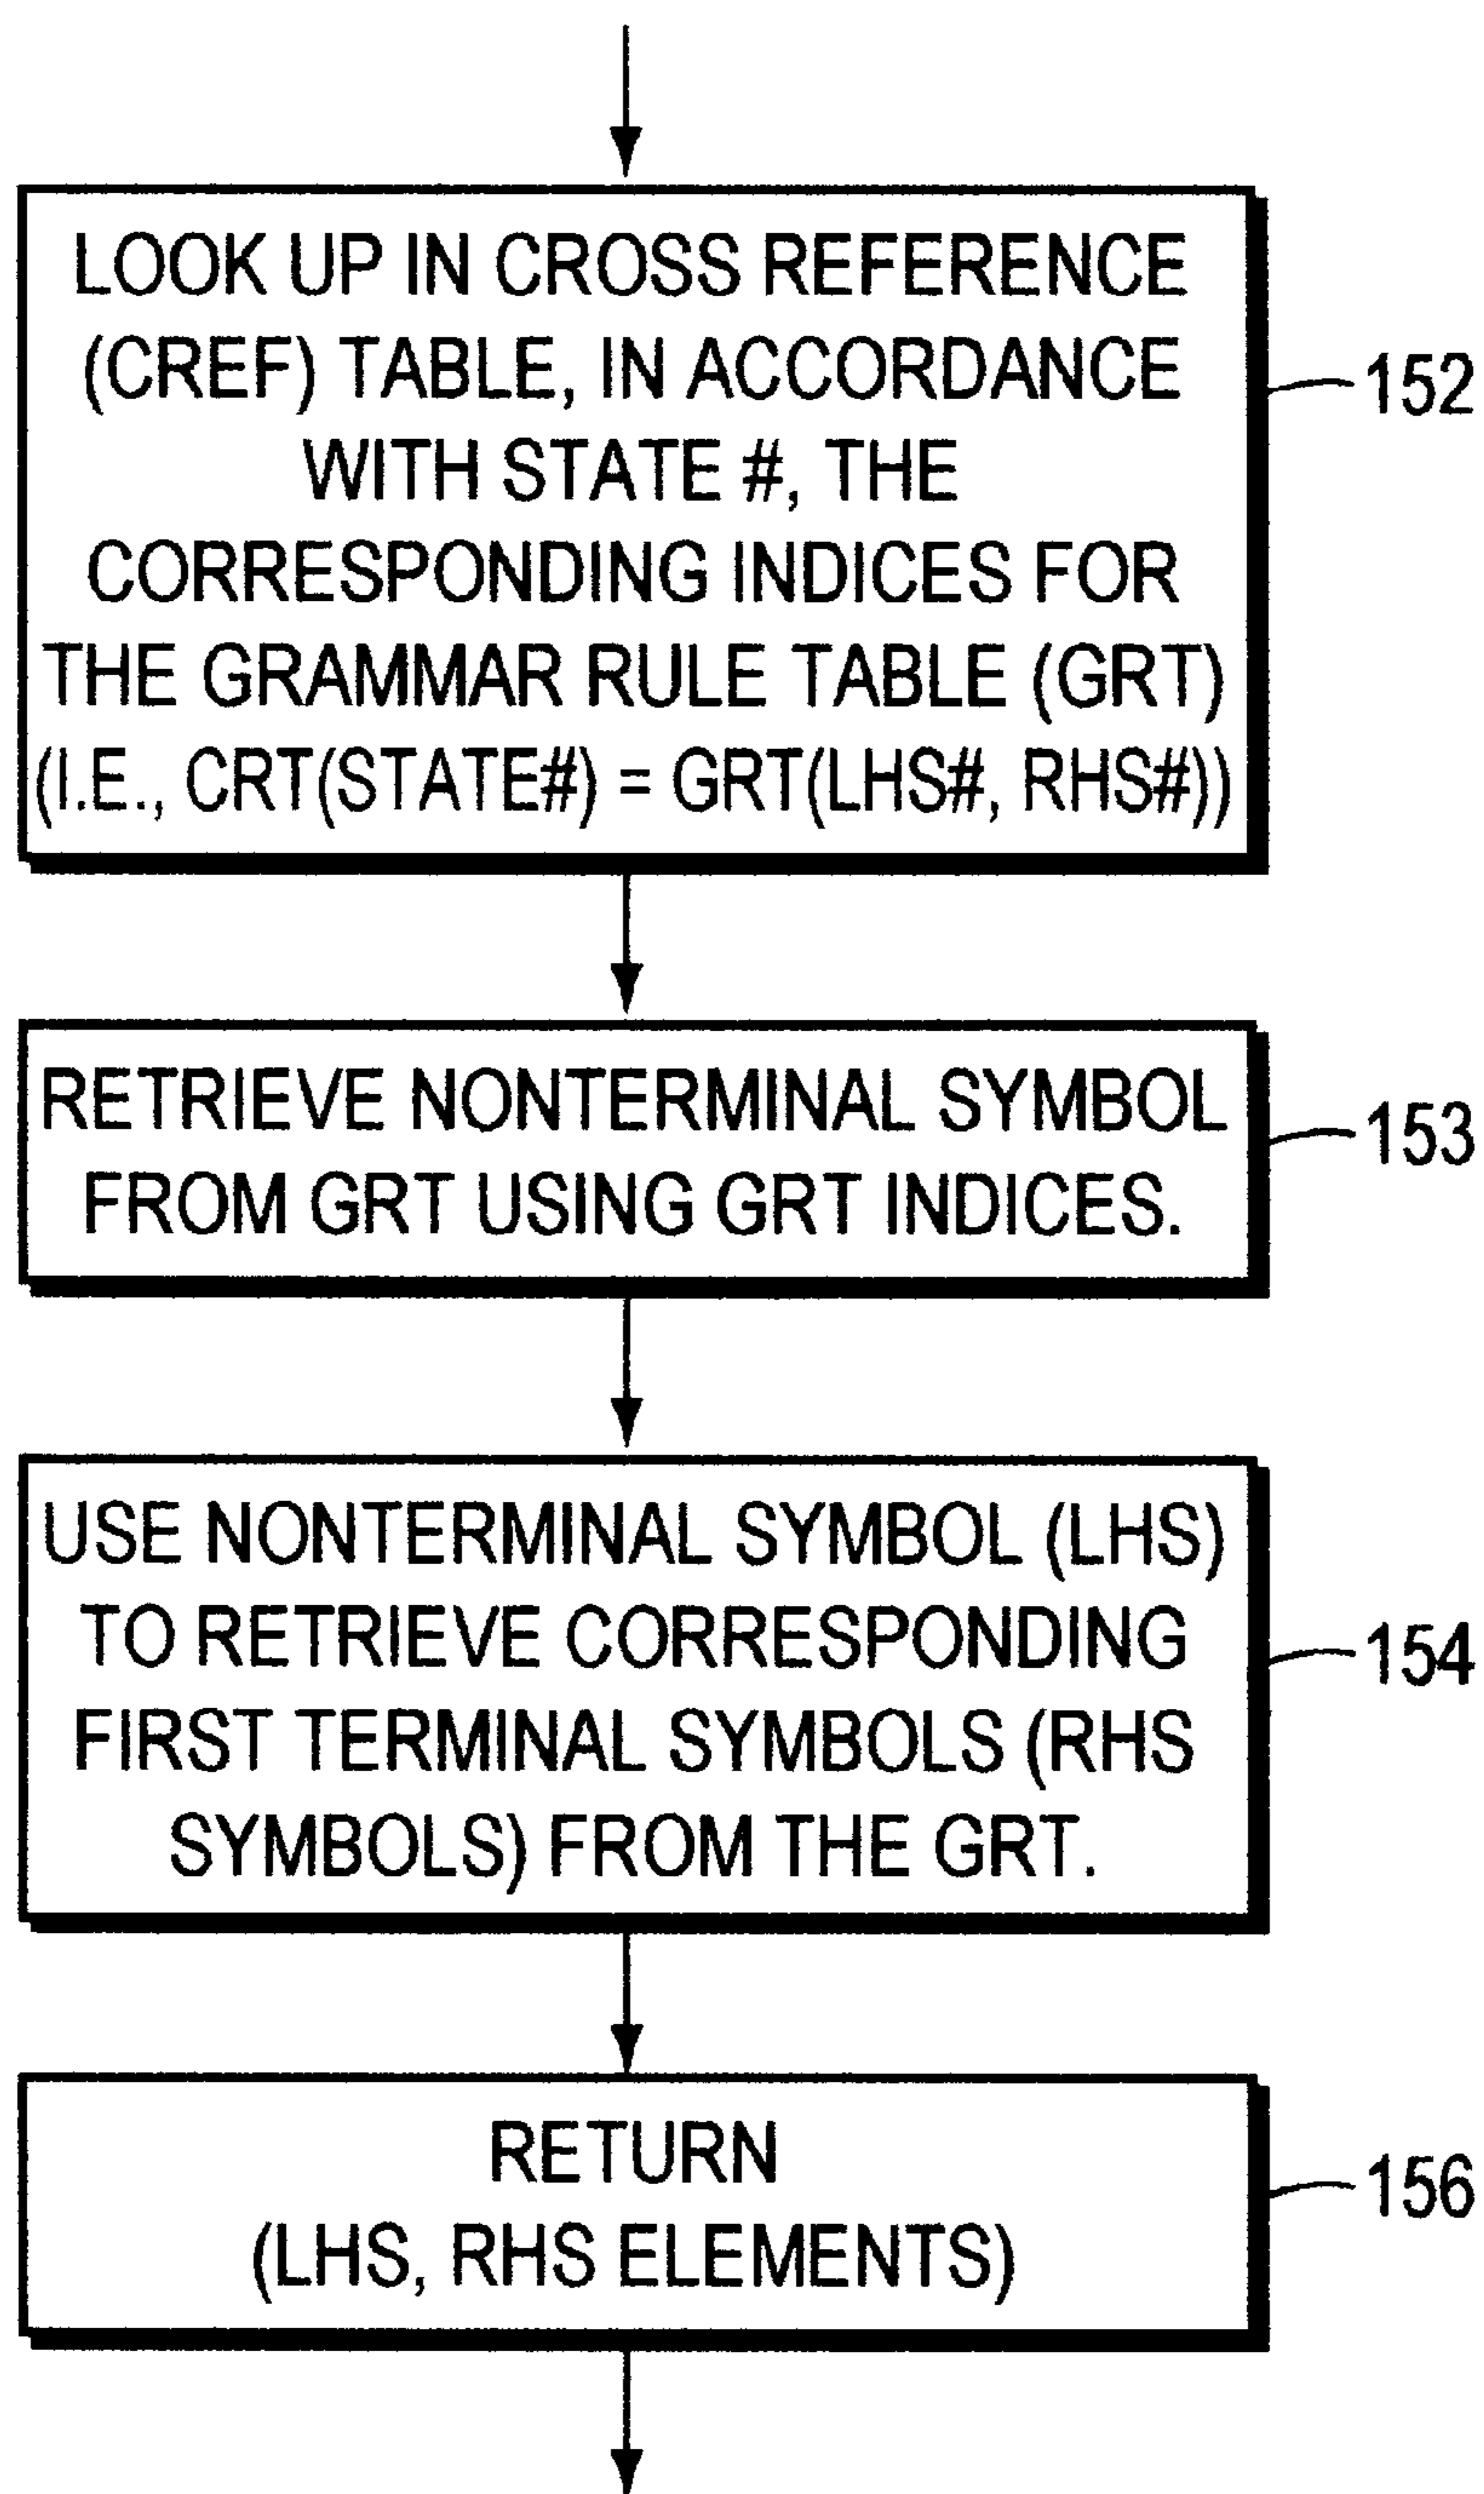 LOOK UP IN CROSS REFERENCE
(CREF) TABLE, IN ACCORDANCE
WITH STATE #, THE
CORRESPONDING INDICES FOR
THE GRAMMAR RULE TABLE (GRT)
(I.E., CRT(STATE#) = GRT(LHS#, RHS#))
152
RETRIEVE NONTERMINAL SYMBOL
FROM GRT USING GRT INDICES.
153
USE NONTERMINAL SYMBOL (LHS)
TO RETRIEVE CORRESPONDING
FIRST TERMINAL SYMBOLS (RHS
SYMBOLS) FROM THE GRT.
154
RETURN
(LHS, RHS ELEMENTS)
156